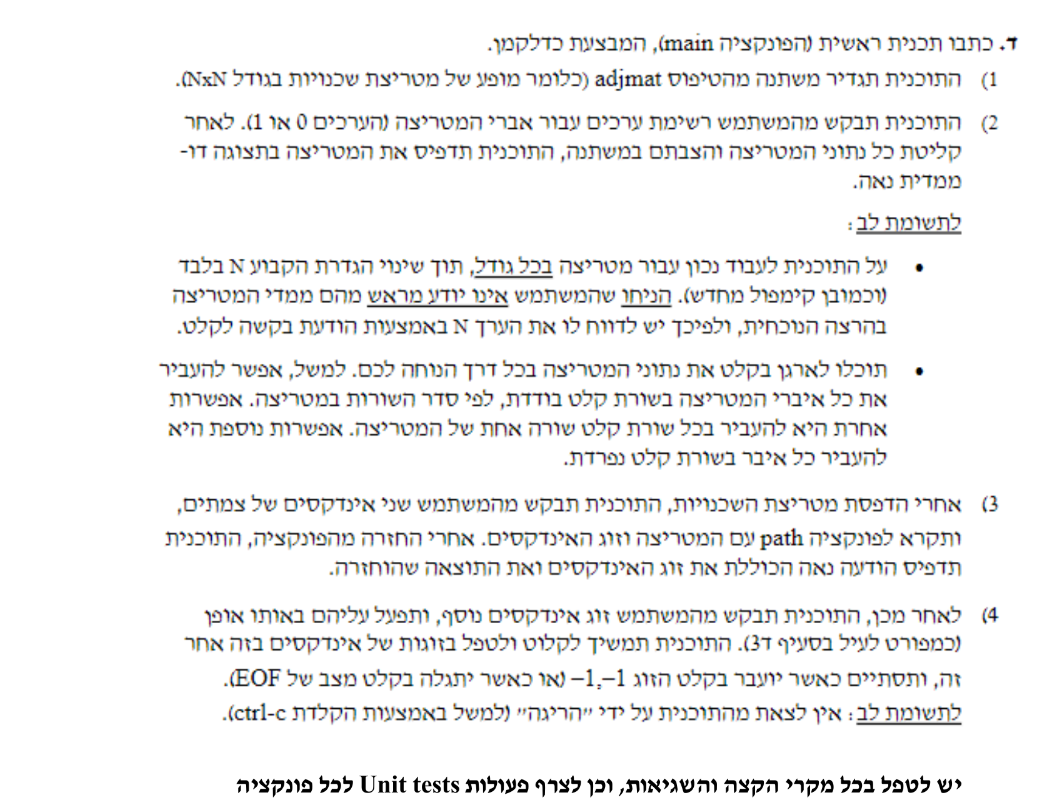 ד. כתבו תכנית ראשית (הפונקציה main), המבצעת כדלקמן.
1) התוכנית תגדיר משתנה מהטיפוס adjmat (כלומר מופע של מטריצת שכנויות בגודל NxN).
2) התוכנית תבקש מהמשתמש רשימת ערכים עבור אברי המטריצה (הערכים 0 או 1). לאחר
קליטת כל נתוני המטריצה והצבתם במשתנה, התוכנית תדפיס את המטריצה בתצוגה דו-
ממדית נאה.
לתשומת לב:
• על התוכנית לעבוד נכון עבור מטריצה בכל גודל, תוך שינוי הגדרת הקבוע N בלבד
(וכמובן קימפול מחדש). הניחו שהמשתמש אינו יודע מראש מהם ממדי המטריצה
בהרצה הנוכחית, ולפיכך יש לדווח לו את הערך N באמצעות הודעת בקשה לקלט.
• תוכלו לארגן בקלט את נתוני המטריצה בכל דרך הנוחה לכם. למשל, אפשר להעביר
את כל איברי המטריצה בשורת קלט בודדת, לפי סדר השורות במטריצה. אפשרות
אחרת היא להעביר בכל שורת קלט שורה אחת של המטריצה. אפשרות נוספת היא
להעביר כל איבר בשורת קלט נפרדת.
3) אחרי הדפסת מטריצת השכנויות, התוכנית תבקש מהמשתמש שני אינדקסים של צמתים,
ותקרא לפונקציה path עם המטריצה וזוג האינדקסים. אחרי החזרה מהפונקציה, התוכנית
תדפיס הודעה נאה הכוללת את זוג האינדקסים ואת התוצאה שהוחזרה.
4) לאחר מכן, התוכנית תבקש מהמשתמש זוג אינדקסים נוסף, ותפעל עליהם באותו אופן
(כמפורט לעיל בסעיף ד3). התוכנית תמשיך לקלוט ולטפל בזוגות של אינדקסים בזה אחר
זה, ותסתיים כאשר יועבר בקלט הזוג 1,–1– (או כאשר יתגלה בקלט מצב של EOF).
לתשומת לב: אין לצאת מהתוכנית על ידי "הריגה" (למשל באמצעות הקלדת ctrl-c).
יש לטפל בכל מקרי הקצה והשגיאות, וכן לצרף פעולות Unit tests לכל פונקציה